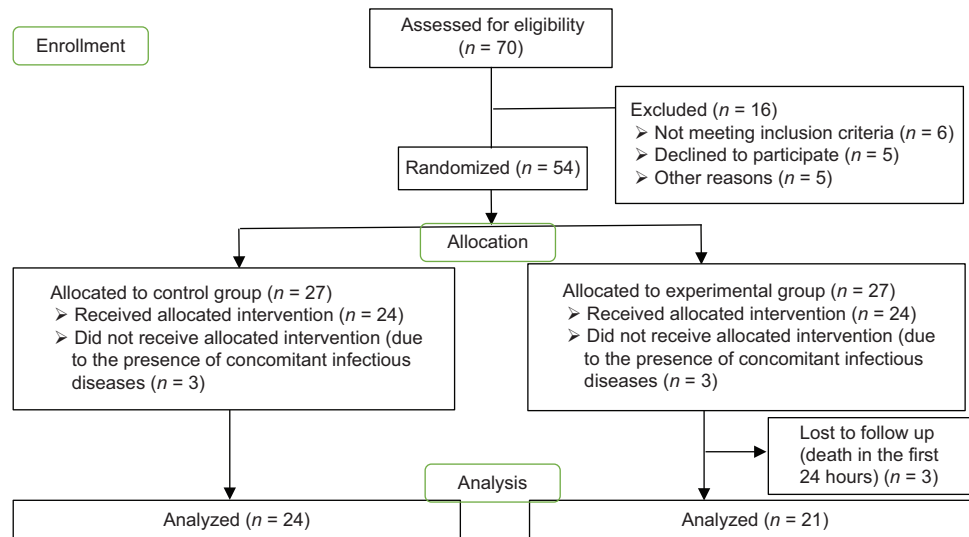 Assessed for eligibility
(n = 70)
Enrollment
Excluded (n = 16)
➢ Not meeting inclusion criteria (n = 6)
➢ Declined to participate (n = 5)
➢ Other reasons (n = 5)
Randomized (n = 54)
Allocation
Allocated to control group (n = 27)
➢ Received allocated intervention (n = 24)
➢ Did not receive allocated intervention (due
to the presence of concomitant infectious
diseases (n = 3)
Allocated to experimental group (n = 27)
➢ Received allocated intervention (n = 24)
➢ Did not receive allocated intervention (due
to the presence of concomitant infectious
diseases (n = 3)
Lost to follow up
(death in the first
24 hours) (n = 3)
Analysis
Analyzed (n = 24)
Analyzed (n = 21)